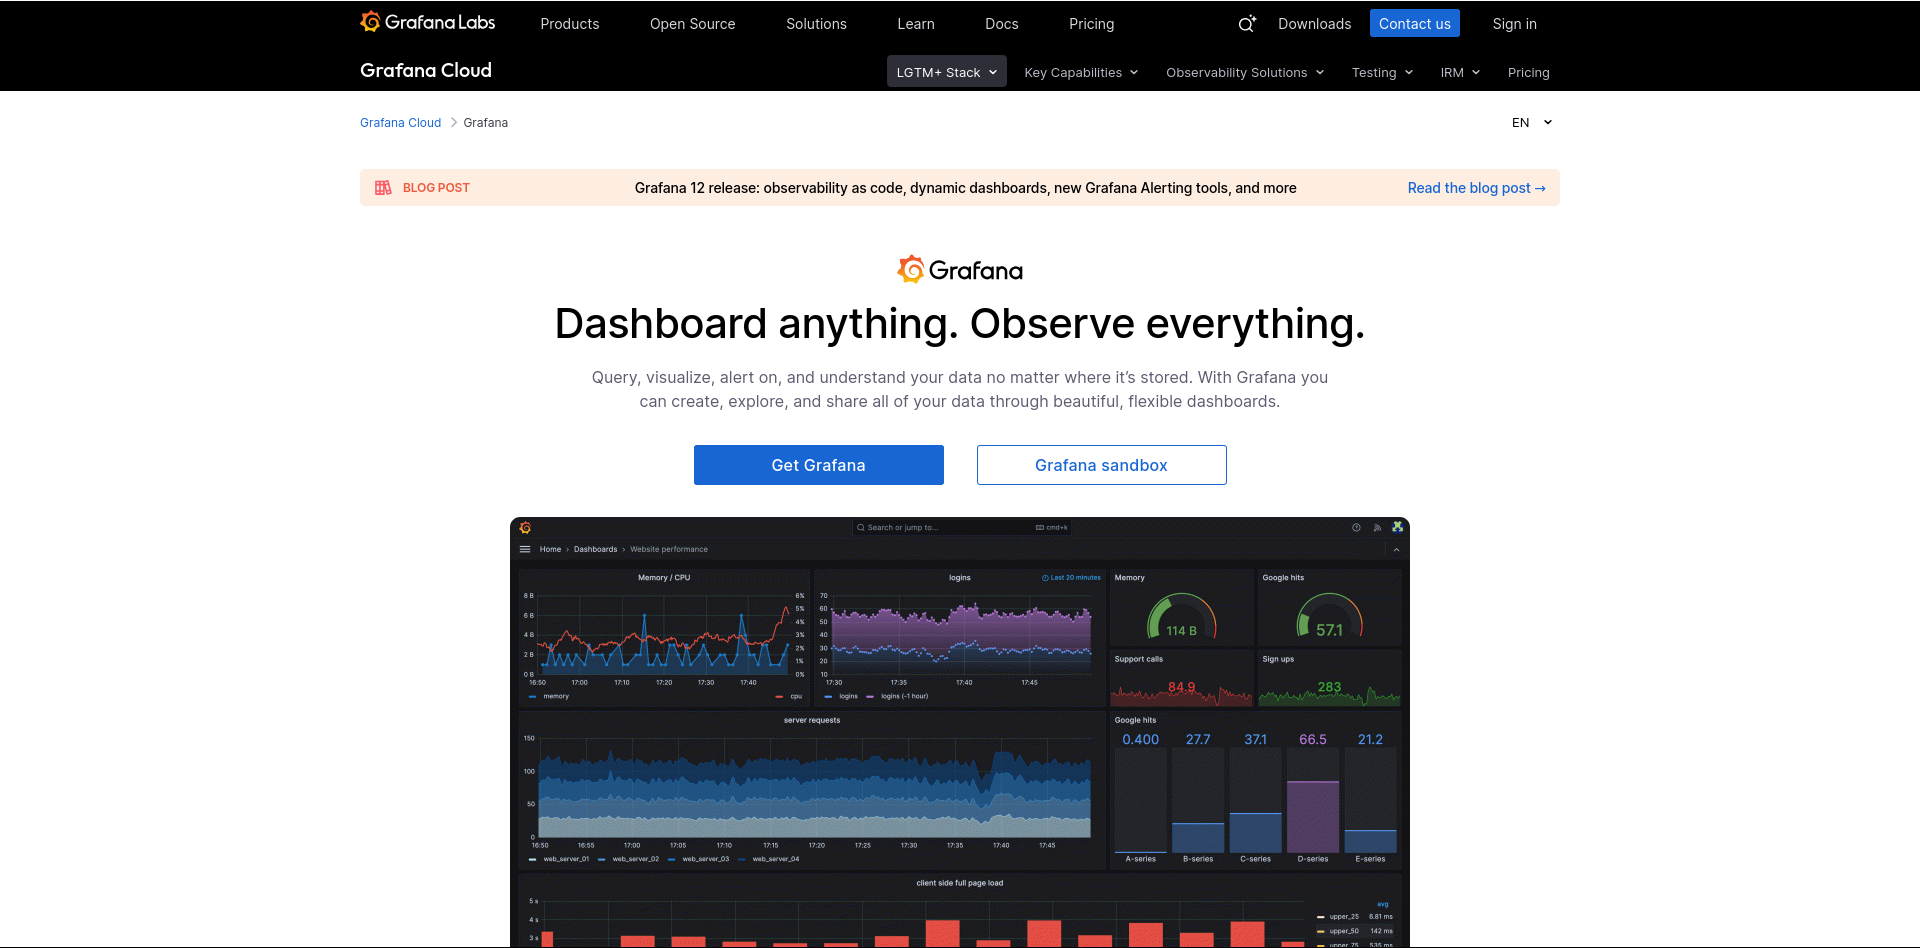 Grafana Labs
Products
Open Source
Solutions
Learn
Docs
Pricing
Downloads
Contact us
Sign in
Grafana Cloud
LGTM+ Stack
Key Capabilities
Observability Solutions
Testing
IRM
Pricing
Grafana Cloud
Grafana
EN
BLOG POST
Grafana 12 release: observability as code, dynamic dashboards, new Grafana Alerting tools, and more
Read the blog post →
Grafana
Dashboard anything. Observe everything.
Query, visualize, alert on, and understand your data no matter where it's stored. With Grafana you
can create, explore, and share all of your data through beautiful, flexible dashboards.
Get Grafana
Grafana sandbox
Search or jump to...
cmd+k
Home › Dashboards › Website performance
Memory / CPU
8 B
6 B
4 B
2 B
0 B
6%
5%
4%
3%
2%
1%
0%
16:50 17:00 17:10 17:20 17:30 17:40
memory
cpu
logins
Last 20 minutes
70
60
50
40
30
20
10
17:30 17:35 17:40 17:45
logins
logins (-1 hour)
Memory
114 B
Google hits
57.1
Support calls
84.9
Sign ups
283
server requests
150
100
50
0
16:50 16:55 17:00 17:05 17:10 17:15 17:20 17:25 17:30 17:35 17:40 17:45
web_server_01 web_server_02 web_server_03 web_server_04
Google hits
0.400 27.7 37.1 66.5 21.2
A-series B-series C-series D-series E-series
client side full page load
5 s
4 s
3 s
avg
upper_25 6.81 ms
upper_50 142 ms
upper_75 535 ms